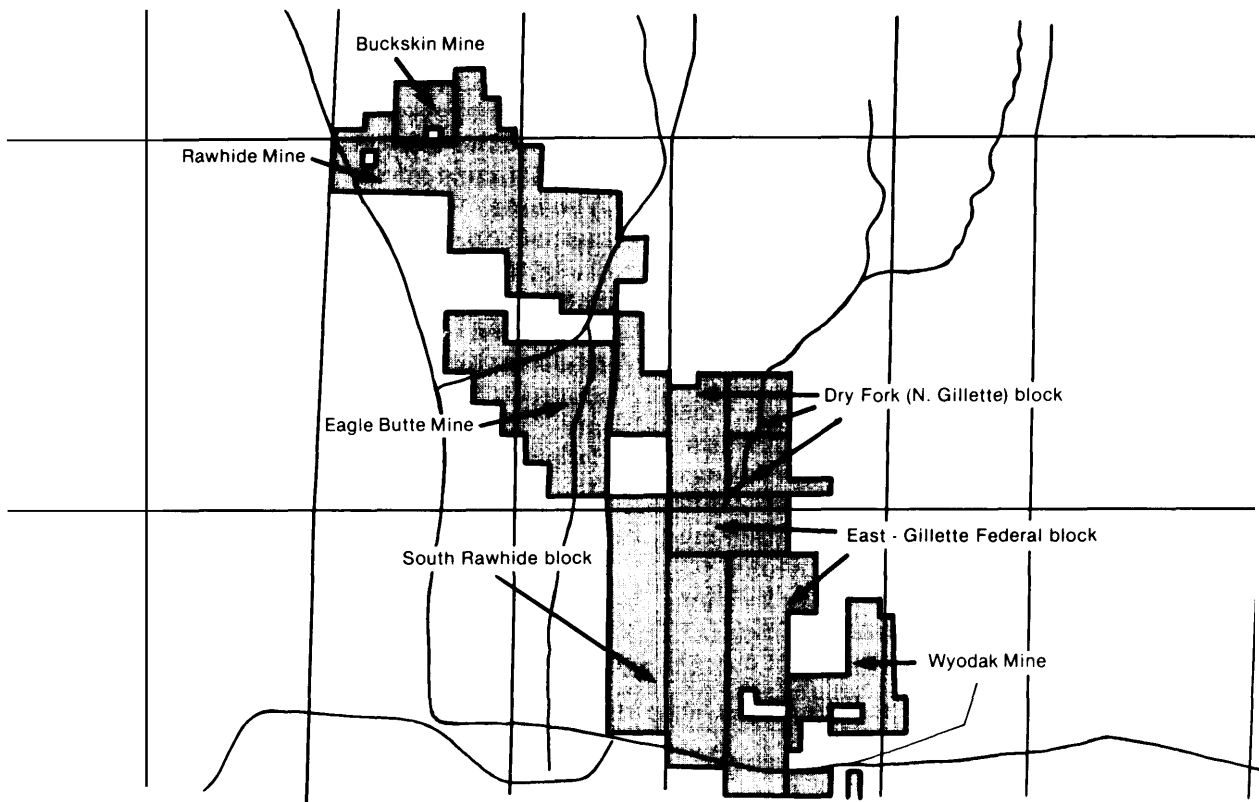 Buckskin Mine
Rawhide Mine
Dry Fork (N. Gillette) block
Eagle Butte Mine
East - Gillette Federal block
South Rawhide block
Wyodak Mine